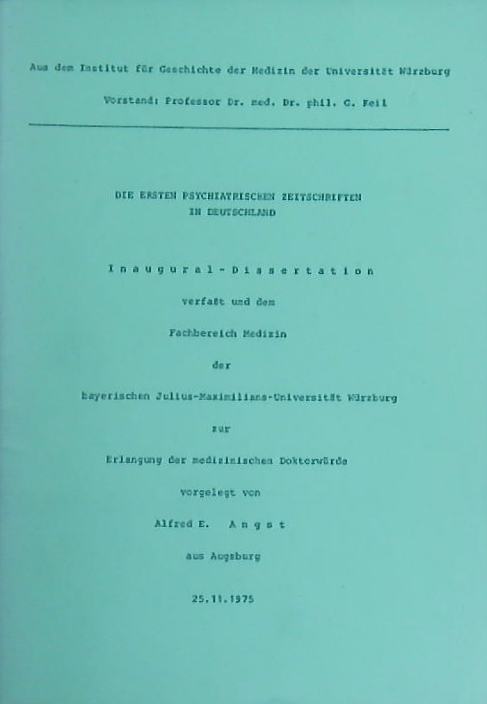 Aus dem Institut für Geschichte der Medizin der Universität Würzburg
Vorstand: Professor Dr. med. Dr. phil. G. Keil
DIE ERSTEN PSYCHIATRISCHEN ZEITSCHRIFTEN
IN DEUTSCHLAND
Inaugural-Dissertation
verfaßt und dem
Fachbereich Medizin
der
bayerischen Julius-Maximilians-Universität Würzburg
zur
Erlangung der medizinischen Doktorwürde
vorgelegt von
Alfred E. Angst
aus Augsburg
25.11.1975